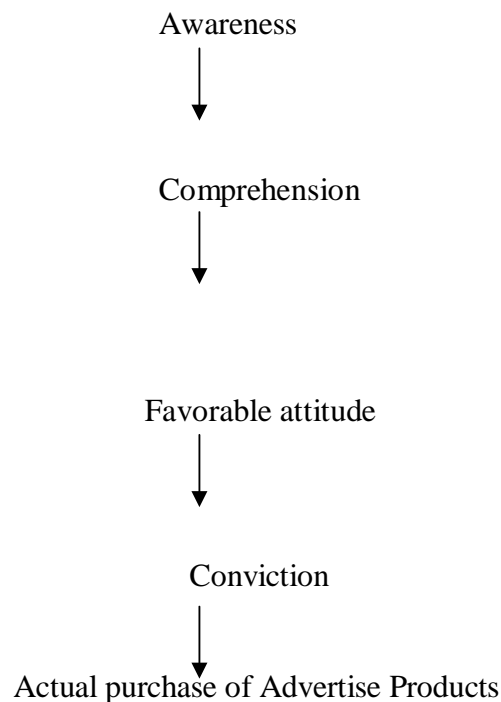 Awareness
Comprehension
Favorable attitude
Conviction
Actual purchase of Advertise Products